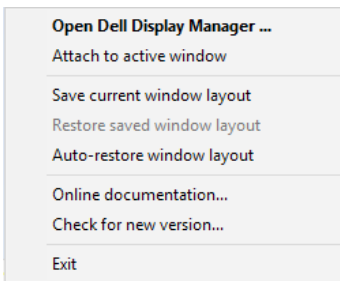 Open Dell Display Manager ...
Attach to active window
Save current window layout
Restore saved window layout
Auto-restore window layout
Online documentation...
Check for new version...
Exit